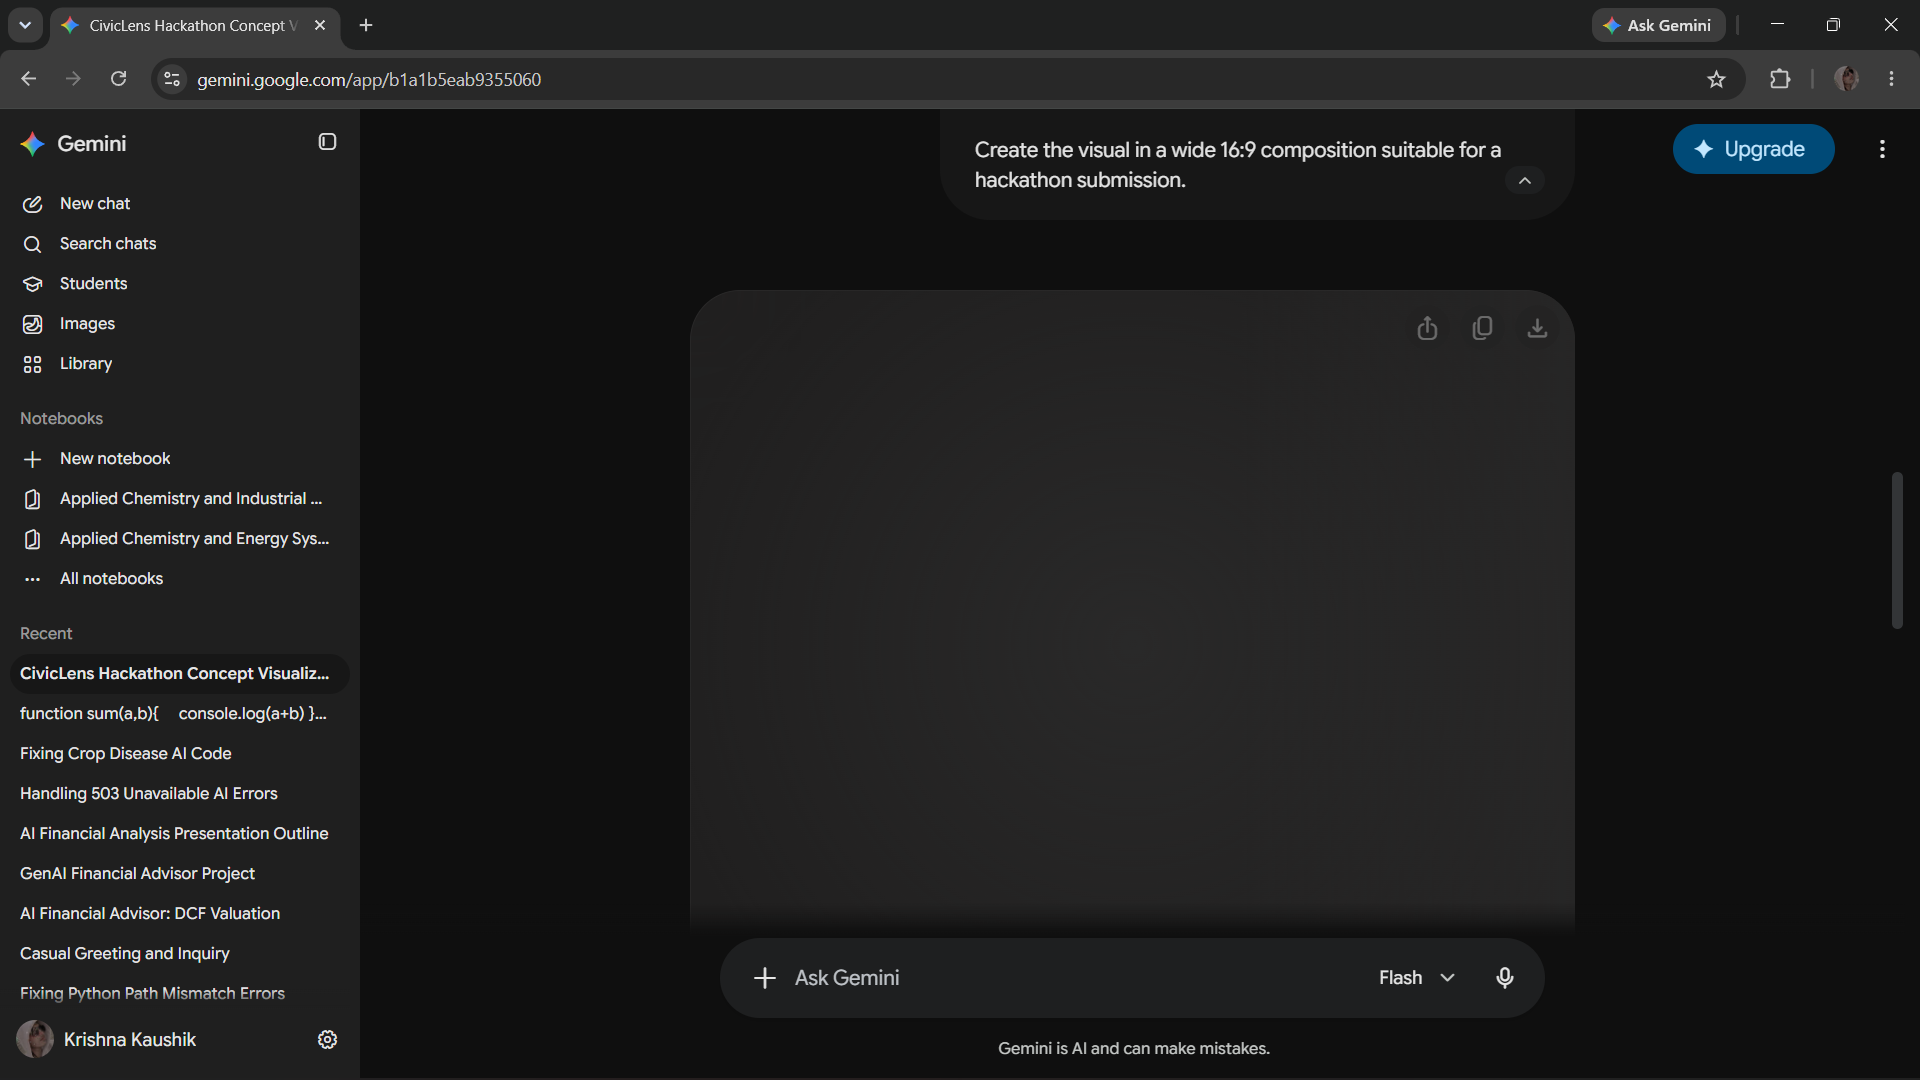 CivicLens Hackathon Concept V
Ask Gemini
gemini.google.com/app/b1a1b5eab9355060
Gemini
New chat
Search chats
Students
Images
Library
Notebooks
New notebook
Applied Chemistry and Industrial ...
Applied Chemistry and Energy Sys...
All notebooks
Recent
CivicLens Hackathon Concept Visualiz...
function sum(a,b){ console.log(a+b) }...
Fixing Crop Disease AI Code
Handling 503 Unavailable AI Errors
AI Financial Analysis Presentation Outline
GenAI Financial Advisor Project
AI Financial Advisor: DCF Valuation
Casual Greeting and Inquiry
Fixing Python Path Mismatch Errors
Krishna Kaushik
Create the visual in a wide 16:9 composition suitable for a
hackathon submission.
Upgrade
Ask Gemini
Flash
Gemini is AI and can make mistakes.